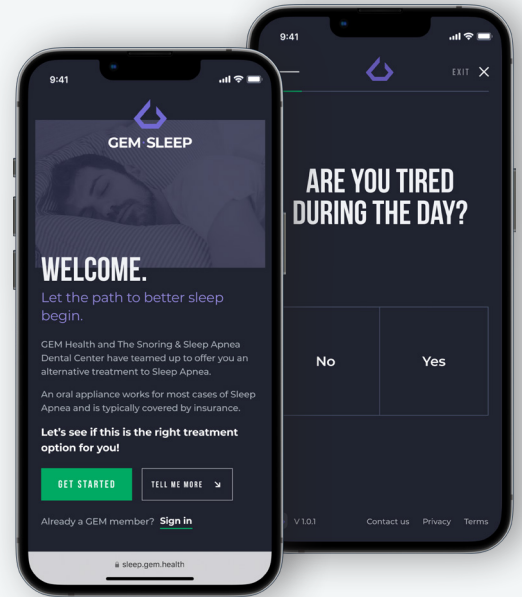 9:41
GEM SLEEP
WELCOME.
Let the path to better sleep
begin.
GEM Health and The Snoring & Sleep Apnea
Dental Center have teamed up to offer you an
alternative treatment to Sleep Apnea.
An oral appliance works for most cases of Sleep
Apnea and is typically covered by insurance.
Let's see if this is the right treatment
option for you!
GET STARTED
TELL ME MORE
Already a GEM member? Sign in
sleep.gem.health
9:41
EXIT
ARE YOU TIRED
DURING THE DAY?
No
Yes
V 1.0.1
Contact us
Privacy
Terms